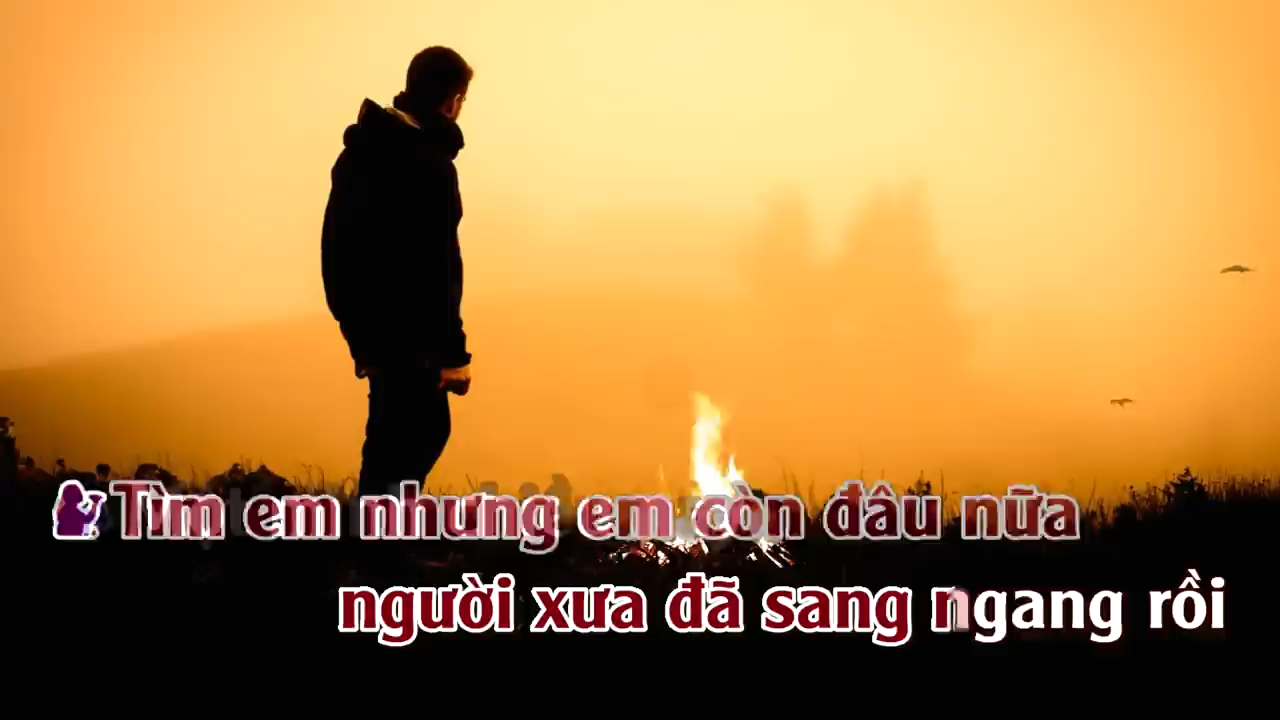 Tìm em nhưng em còn đâu nữa
người xưa đã sang ngang rồi